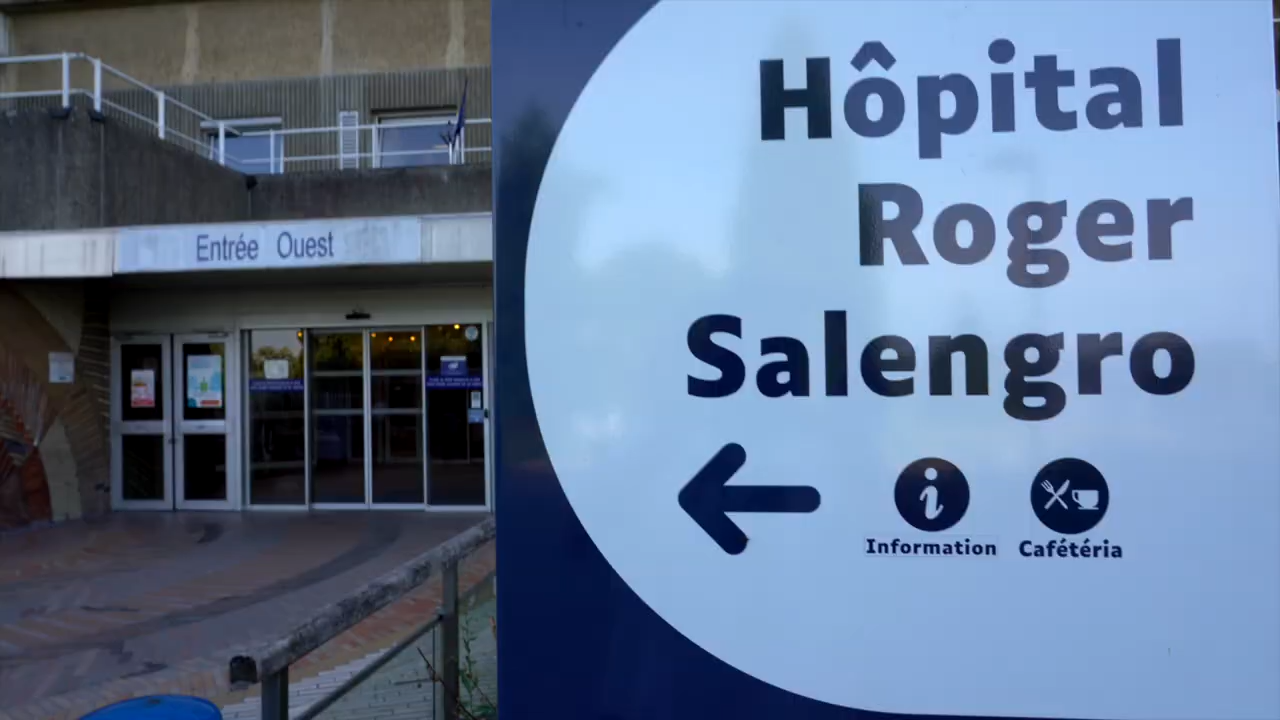 Entrée Ouest
Hôpital
Roger
Salengro
Information
Cafétéria